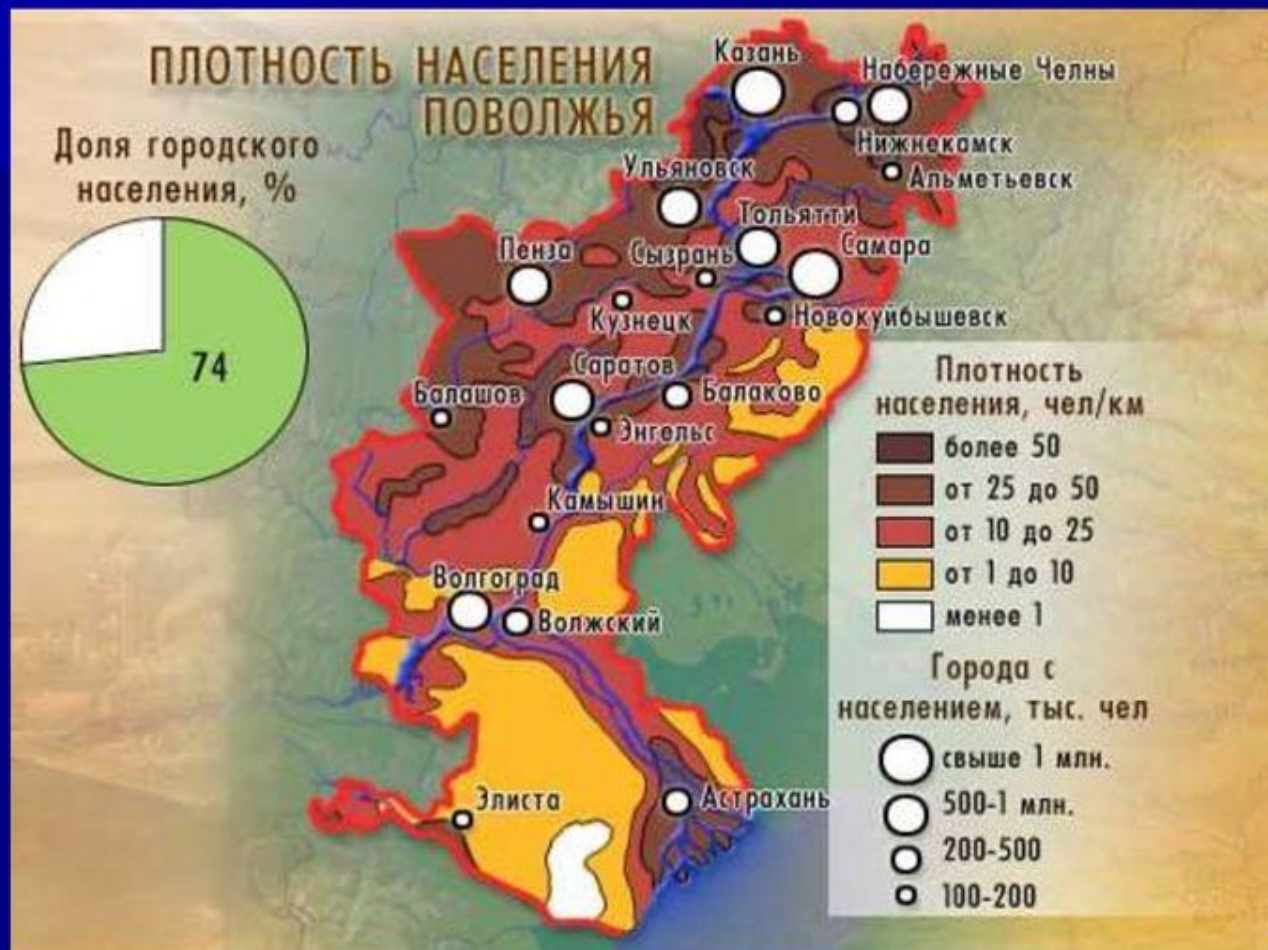 ПЛОТНОСТЬ НАСЕЛЕНИЯ
ПОВОЛЖЬЯ
Доля городского
населения, %
74
Казань
Набережные Челны
Нижнекамск
Альметьевск
Ульяновск
Тольятти
Сызрань
Самара
Пенза
Кузнецк
Новокуйбышевск
Саратов
Балаково
Балашов
Энгельс
Камышин
Волгоград
Волжский
Элиста
Астрахань
Плотность
населения, чел/км
более 50
от 25 до 50
от 10 до 25
от 1 до 10
менее 1
Города с
населением, тыс. чел
свыше 1 млн.
500-1 млн.
200-500
100-200